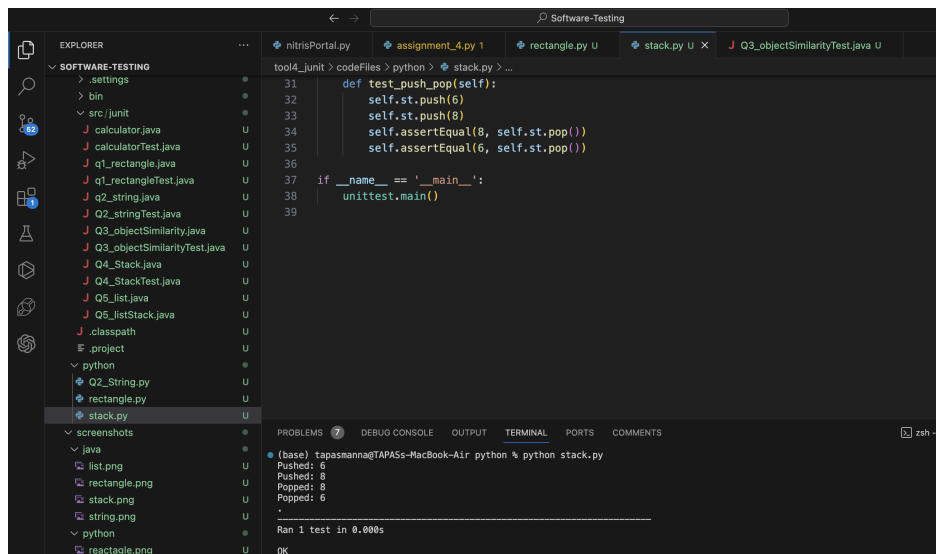 Software-Testing
EXPLORER
nitrisPortal.py
assignment_4.py 1
rectangle.py U
stack.py U
Q3_objectSimilarityTest.java U
SOFTWARE-TESTING
tool4_junit > codeFiles > python > stack.py > ...
.settings
bin
src/junit
calculator.java U
calculatorTest.java U
q1_rectangle.java U
q1_rectangleTest.java U
q2_string.java U
Q2_stringTest.java U
Q3_objectSimilarity.java U
Q3_objectSimilarityTest.java U
Q4_Stack.java U
Q4_StackTest.java U
Q5_list.java U
Q5_listStack.java U
.classpath U
.project U
python
Q2_String.py U
rectangle.py U
stack.py U
screenshots
java
list.png U
rectangle.png U
stack.png U
string.png U
python
reactagle.png U
52
1
31 def test_push_pop(self):
32 self.st.push(6)
33 self.st.push(8)
34 self.assertEqual(8, self.st.pop())
35 self.assertEqual(6, self.st.pop())
36
37 if __name__ == '__main__':
38 unittest.main()
39
PROBLEMS 7 DEBUG CONSOLE OUTPUT TERMINAL PORTS COMMENTS
zsh
(base) tapasmanna@TAPASs-MacBook-Air python % python stack.py
Pushed: 6
Pushed: 8
Popped: 8
Popped: 6
.
----------------------------------------------------------------------
Ran 1 test in 0.000s
OK